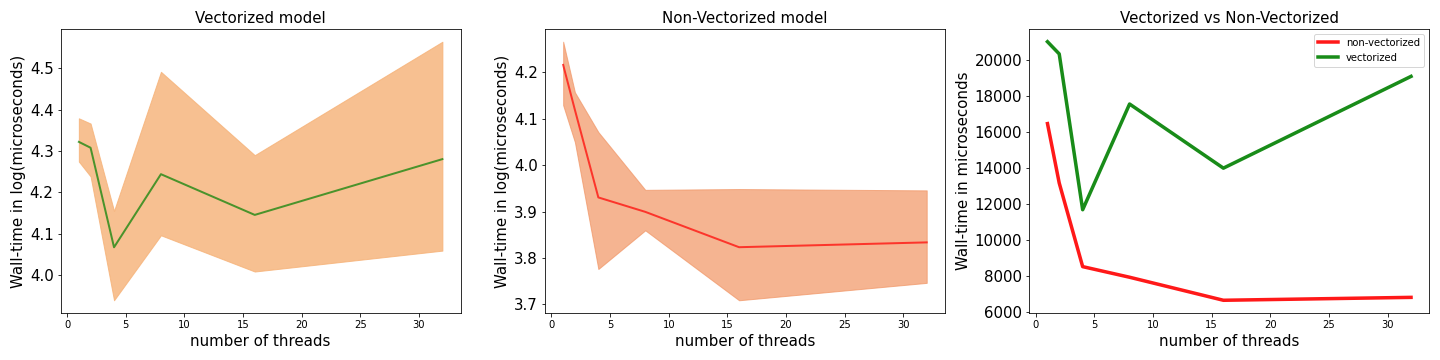 Vectorized model
Wall-time in log(microseconds)
4.5
4.4
4.3
4.2
4.1
4.0
0 5 10 15 20 25 30
number of threads
Non-Vectorized model
Wall-time in log(microseconds)
4.2
4.1
4.0
3.9
3.8
3.7
0 5 10 15 20 25 30
number of threads
Vectorized vs Non-Vectorized
non-vectorized
vectorized
Wall-time in microseconds
20000
18000
16000
14000
12000
10000
8000
6000
0 5 10 15 20 25 30
number of threads